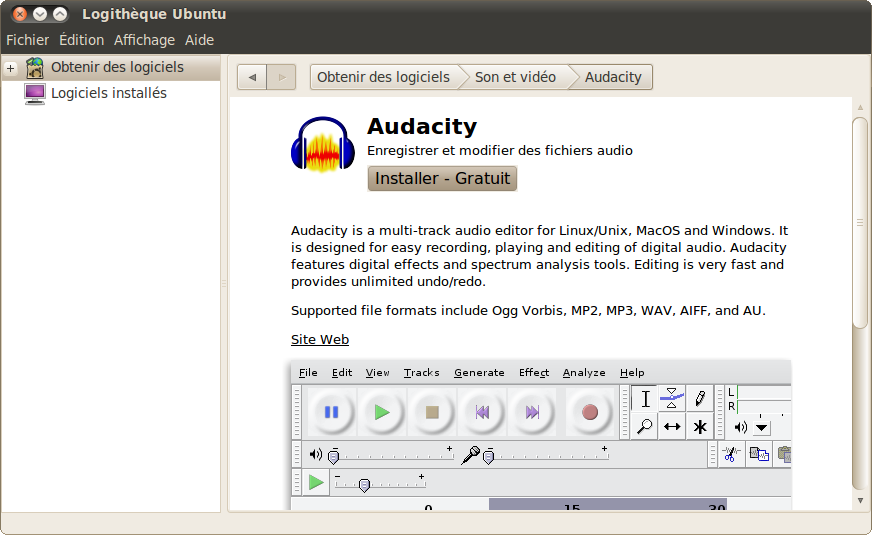 Logithèque Ubuntu
Fichier Édition Affichage Aide
Obtenir des logiciels
Logiciels installés
Obtenir des logiciels Son et vidéo Audacity
Audacity
Enregistrer et modifier des fichiers audio
Installer - Gratuit
Audacity is a multi-track audio editor for Linux/Unix, MacOS and Windows. It
is designed for easy recording, playing and editing of digital audio. Audacity
features digital effects and spectrum analysis tools. Editing is very fast and
provides unlimited undo/redo.
Supported file formats include Ogg Vorbis, MP2, MP3, WAV, AIFF, and AU.
Site Web
File Edit View Tracks Generate Effect Analyze Help
L
R
- +
- +
- +
0 15 30